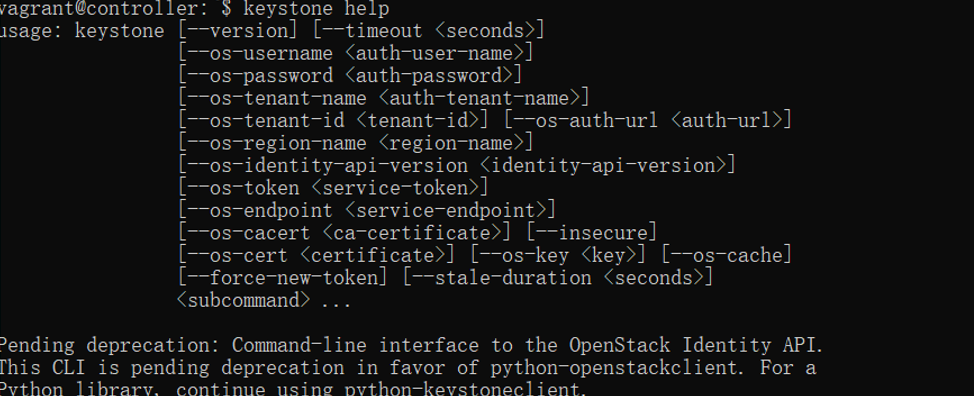 vagrant@controller: $ keystone help
usage: keystone [--version] [--timeout <seconds>]
[--os-username <auth-user-name>]
[--os-password <auth-password>]
[--os-tenant-name <auth-tenant-name>]
[--os-tenant-id <tenant-id>] [--os-auth-url <auth-url>]
[--os-region-name <region-name>]
[--os-identity-api-version <identity-api-version>]
[--os-token <service-token>]
[--os-endpoint <service-endpoint>]
[--os-cacert <ca-certificate>] [--insecure]
[--os-cert <certificate>] [--os-key <key>] [--os-cache]
[--force-new-token] [--stale-duration <seconds>]
<subcommand> ...
Pending deprecation: Command-line interface to the OpenStack Identity API.
This CLI is pending deprecation in favor of python-openstackclient. For a
Python library, continue using python-keystoneclient.